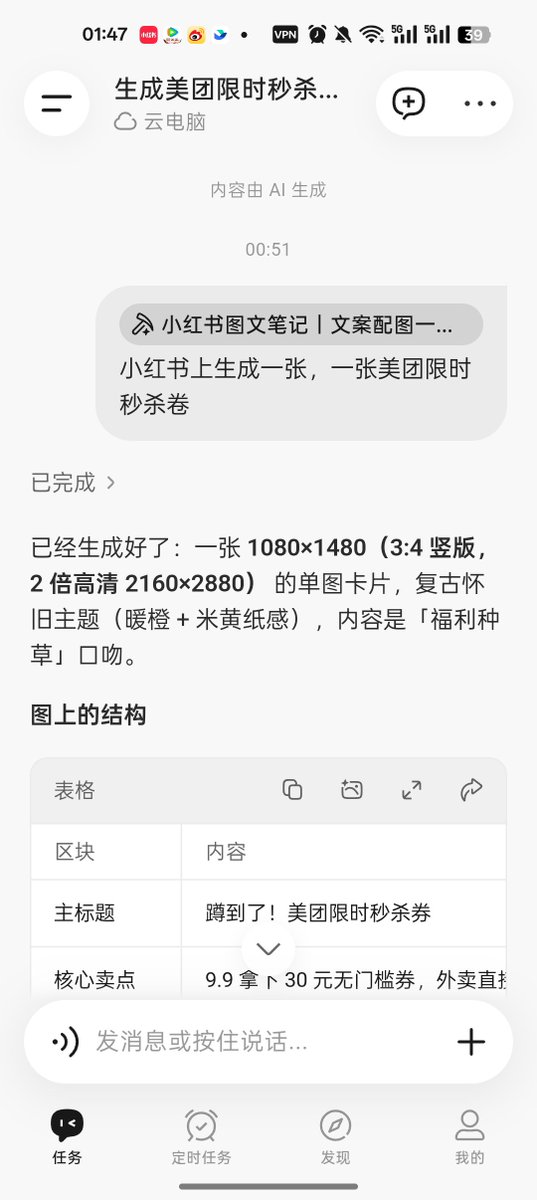 01:47
VPN
5G
5G
39
生成美团限时秒杀...
云电脑
内容由 AI 生成
00:51
小红书图文笔记丨文案配图一...
小红书上生成一张，一张美团限时
秒杀卷
已完成
已经生成好了：一张 1080×1480（3:4 竖版，
2 倍高清 2160×2880） 的单图卡片，复古怀
旧主题（暖橙 + 米黄纸感），内容是「福利种
草」口吻。
图上的结构
表格
区块
内容
主标题
蹲到了！美团限时秒杀券
核心卖点
9.9 拿下 30 元无门槛券，外卖直接
发消息或按住说话...
任务
定时任务
发现
我的